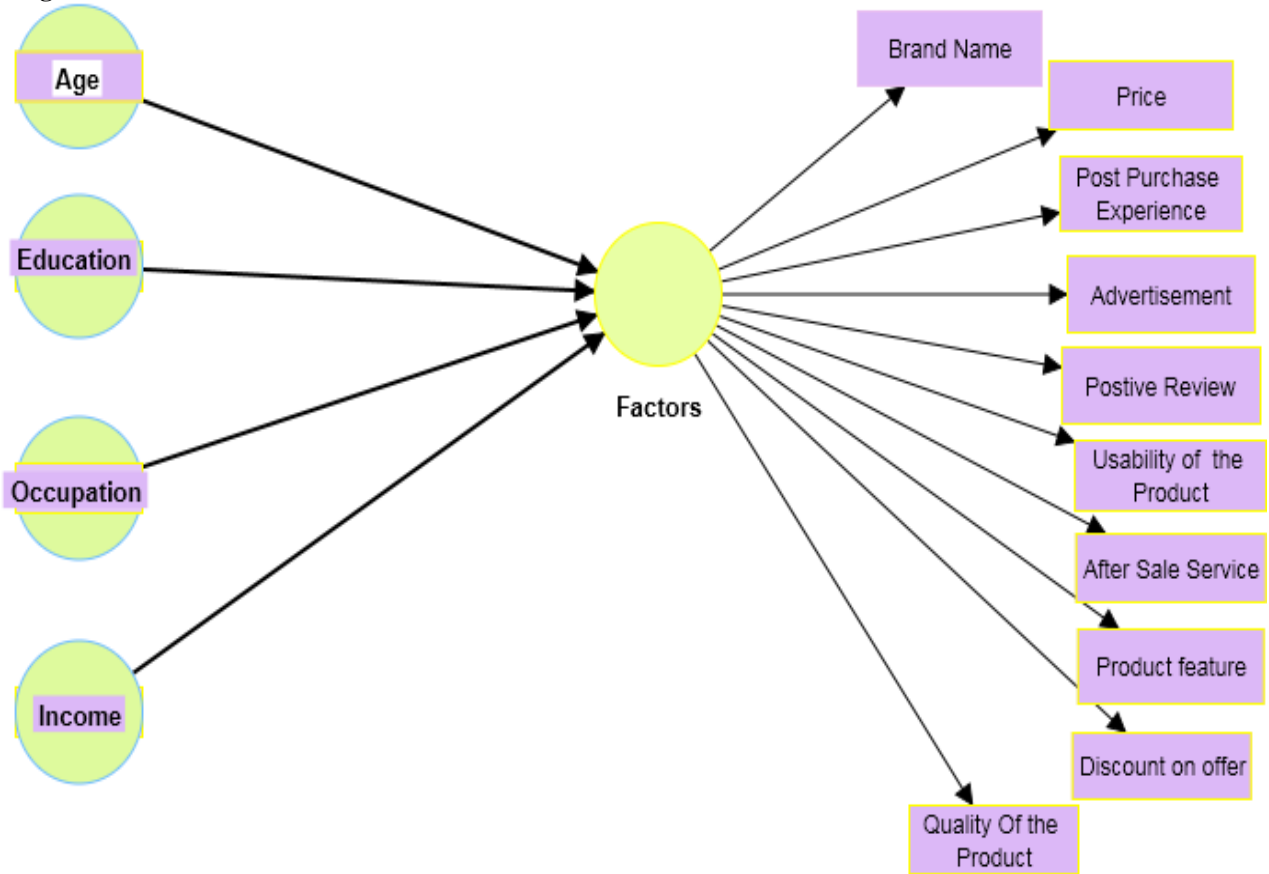 Age
Education
Occupation
Income
Factors
Brand Name
Price
Post Purchase
Experience
Advertisement
Postive Review
Usability of the
Product
After Sale Service
Product feature
Discount on offer
Quality Of the
Product